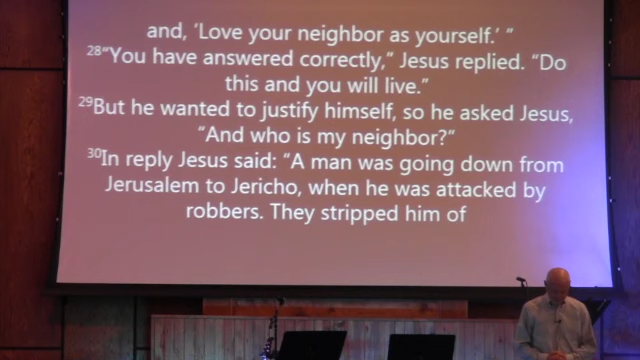 and, ‘Love your neighbor as yourself.’ ”
28“You have answered correctly,” Jesus replied. “Do
this and you will live.”
29But he wanted to justify himself, so he asked Jesus,
“And who is my neighbor?”
30In reply Jesus said: “A man was going down from
Jerusalem to Jericho, when he was attacked by
robbers. They stripped him of